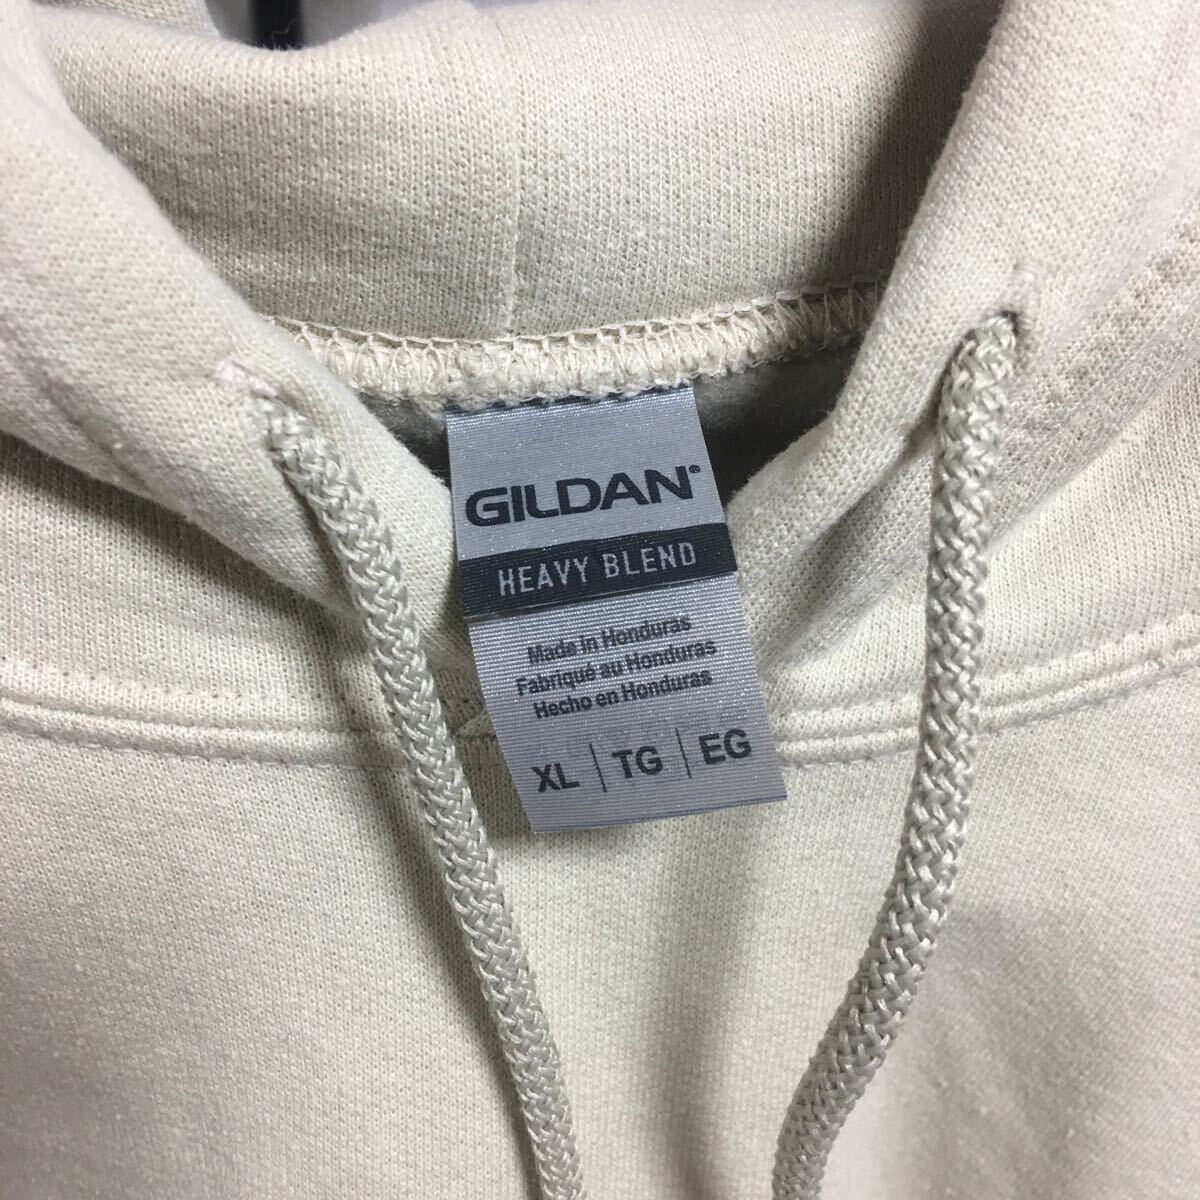 GILDAN®
HEAVY BLEND
Made in Honduras
Fabriqué au Honduras
Hecho en Honduras
XL | TG | EG